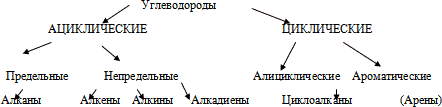 Углеводороды
АЦИКЛИЧЕСКИЕ ЦИКЛИЧЕСКИЕ
Предельные Непредельные Алициклические Ароматические
Алканы Алкены Алкины Алкадиены Циклоалканы (Арены)